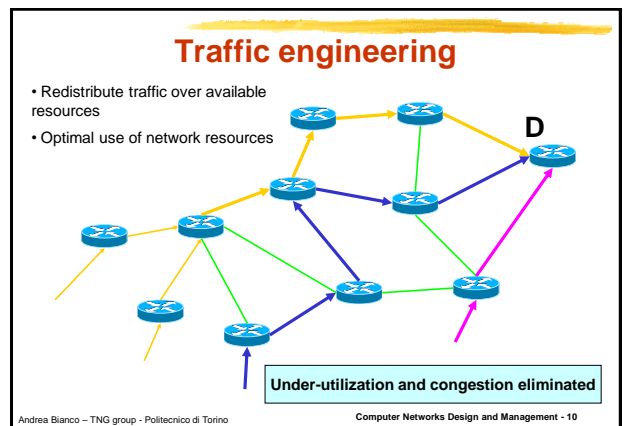 Traffic engineering
• Redistribute traffic over available
resources
• Optimal use of network resources
D
Under-utilization and congestion eliminated
Andrea Bianco – TNG group - Politecnico di Torino
Computer Networks Design and Management - 10